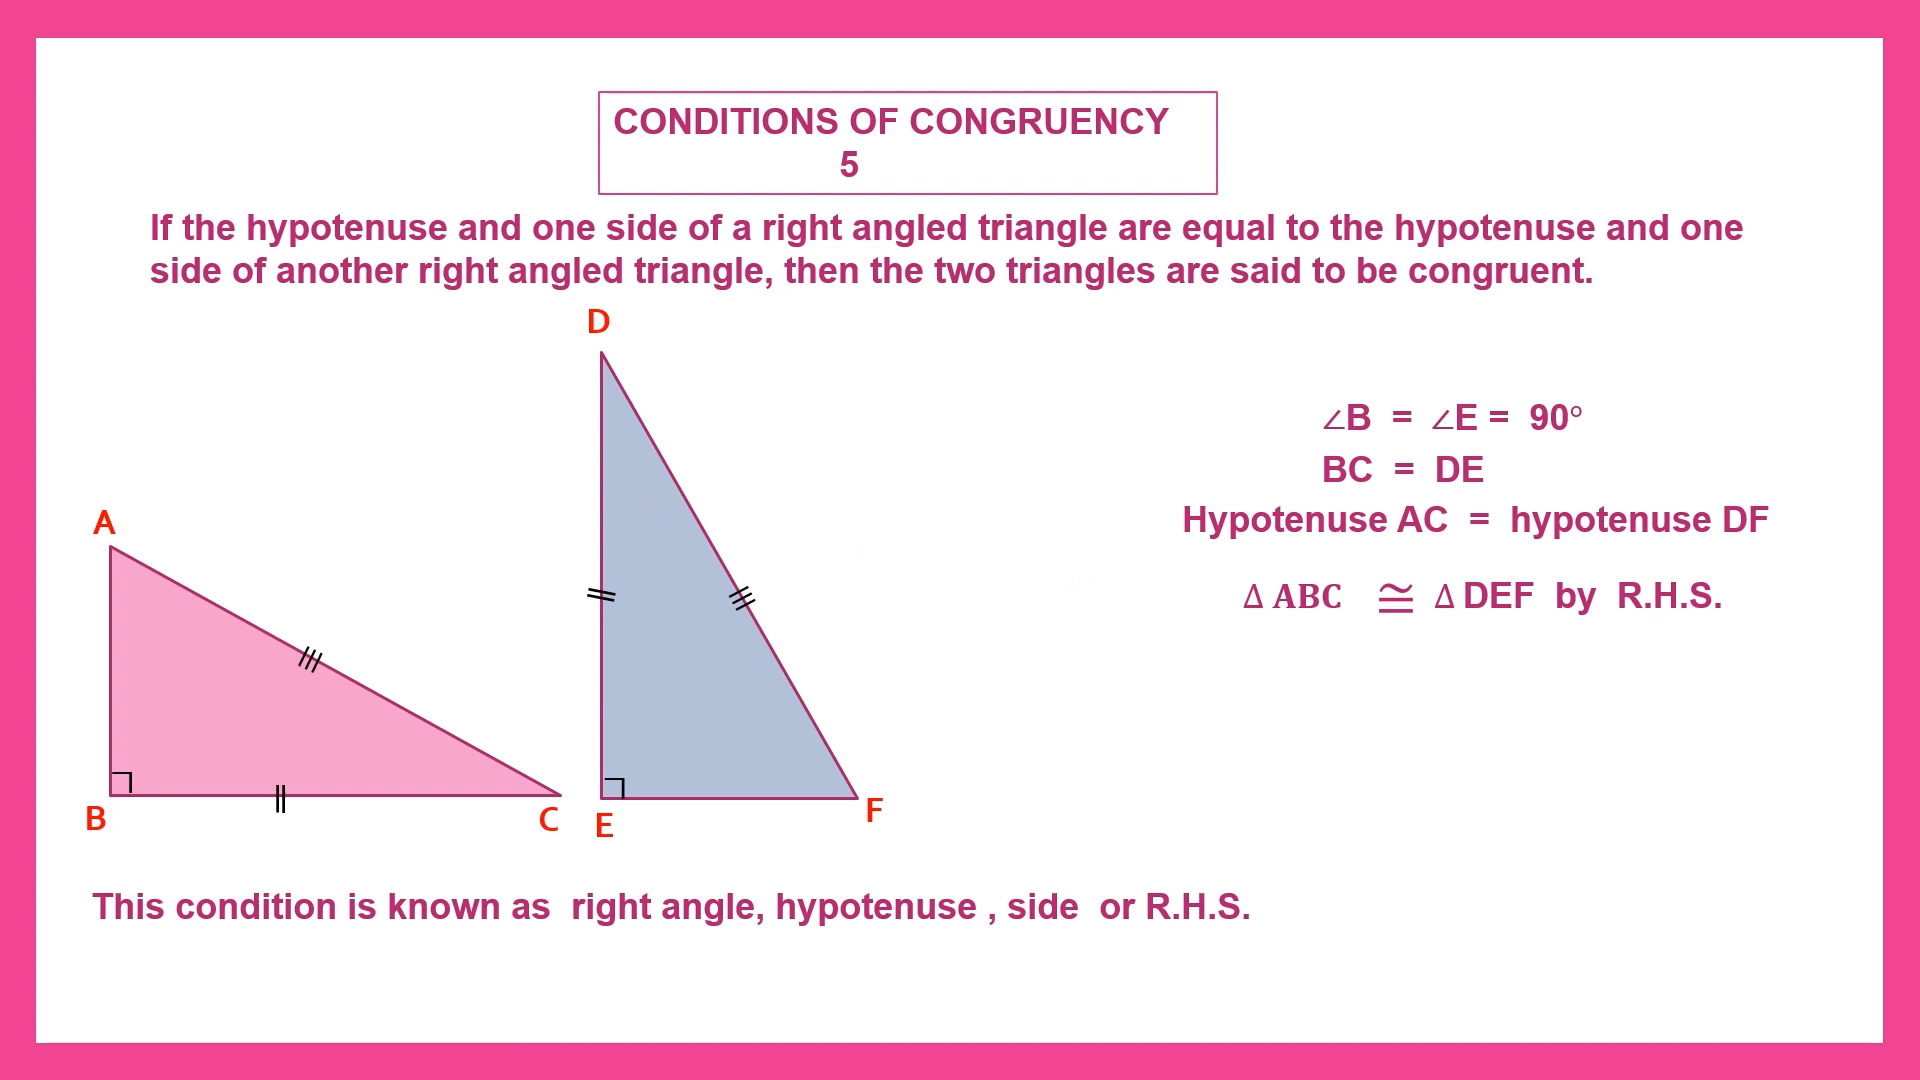 CONDITIONS OF CONGRUENCY
5
If the hypotenuse and one side of a right angled triangle are equal to the hypotenuse and one
side of another right angled triangle, then the two triangles are said to be congruent.
D
A
B
C
E
F
∠B = ∠E = 90°
BC = DE
Hypotenuse AC = hypotenuse DF
Δ ABC ≅ Δ DEF by R.H.S.
This condition is known as right angle, hypotenuse , side or R.H.S.